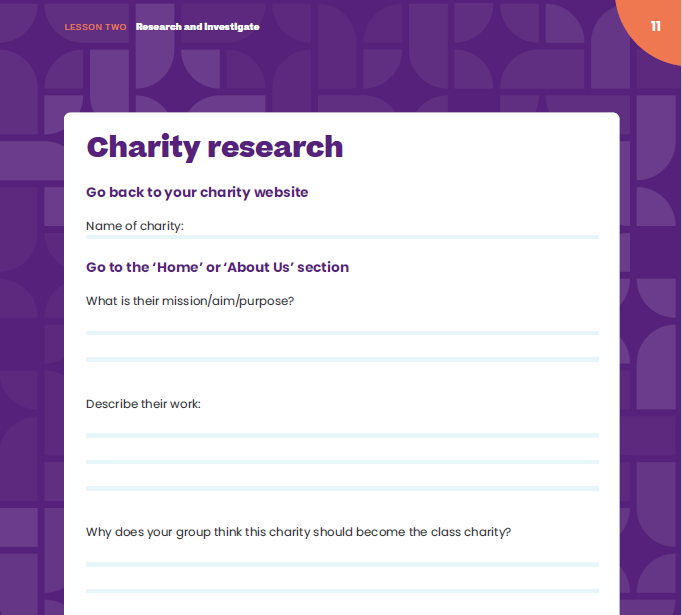 LESSON TWO Research and Investigate
11
Charity research
Go back to your charity website
Name of charity:
Go to the ‘Home’ or ‘About Us’ section
What is their mission/aim/purpose?
Describe their work:
Why does your group think this charity should become the class charity?